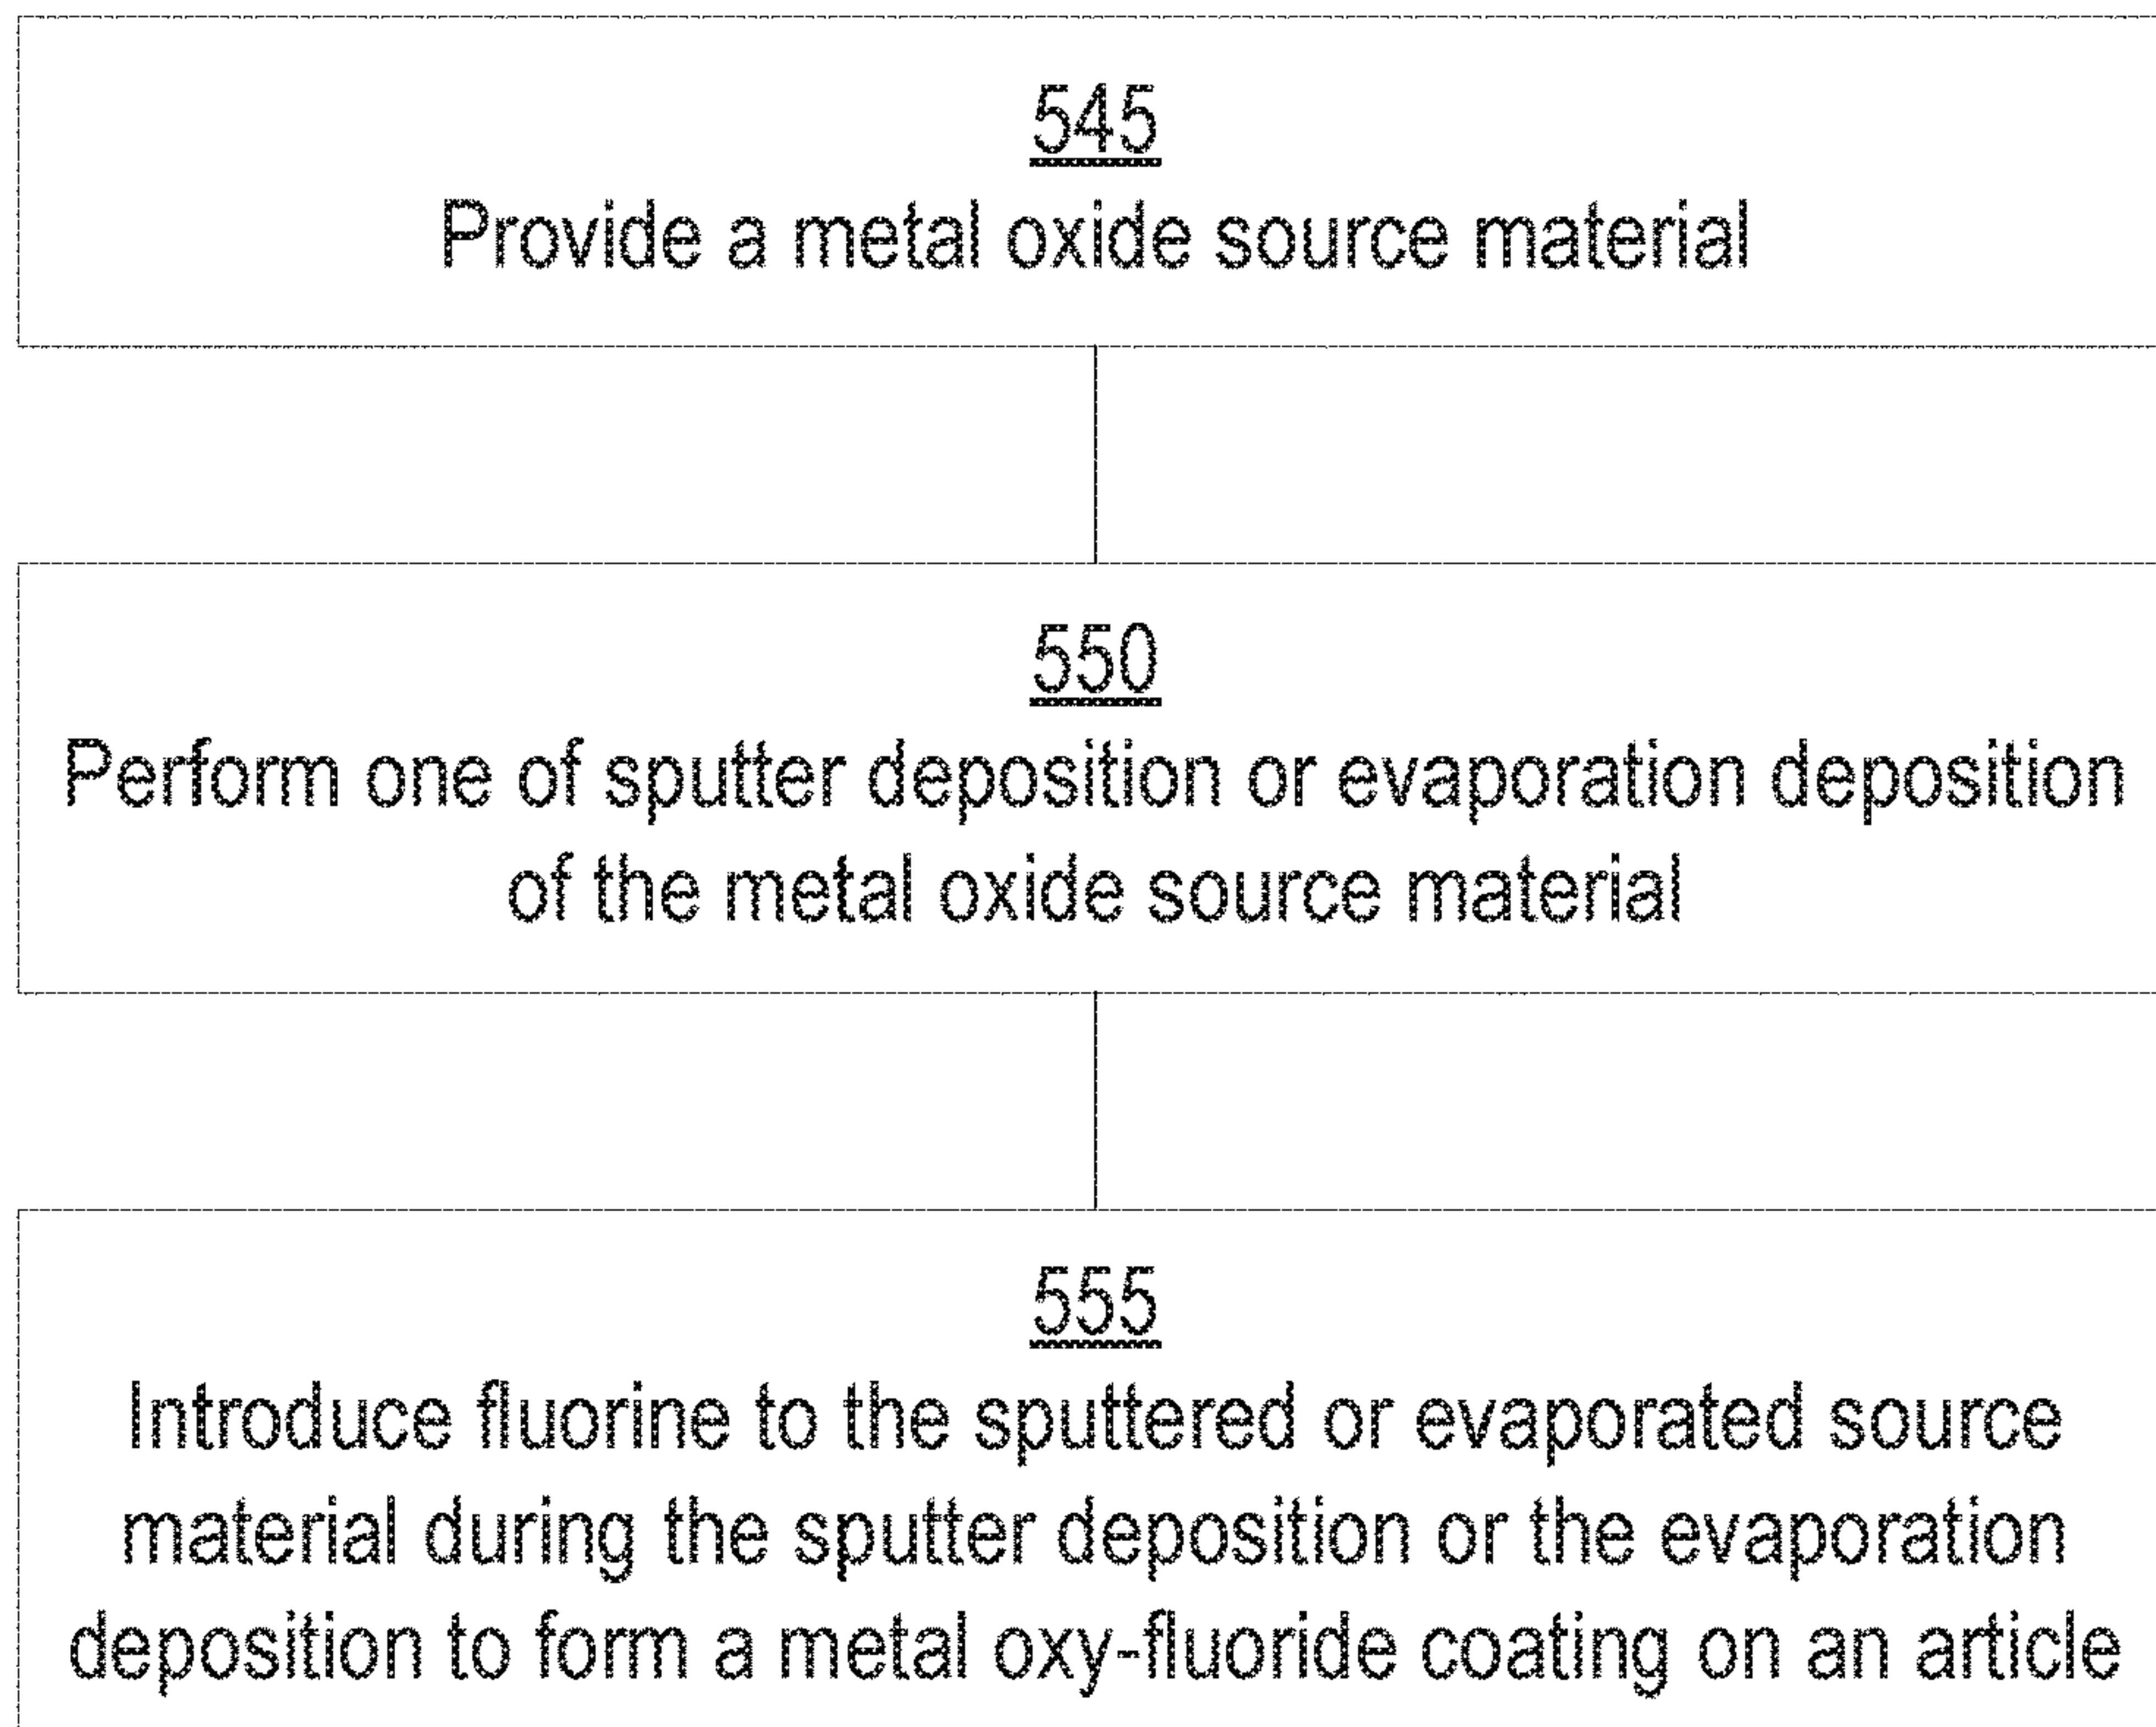 545
Provide a metal oxide source material
550
Perform one of sputter deposition or evaporation deposition
of the metal oxide source material
555
Introduce fluorine to the sputtered or evaporated source
material during the sputter deposition or the evaporation
deposition to form a metal oxy-fluoride coating on an article